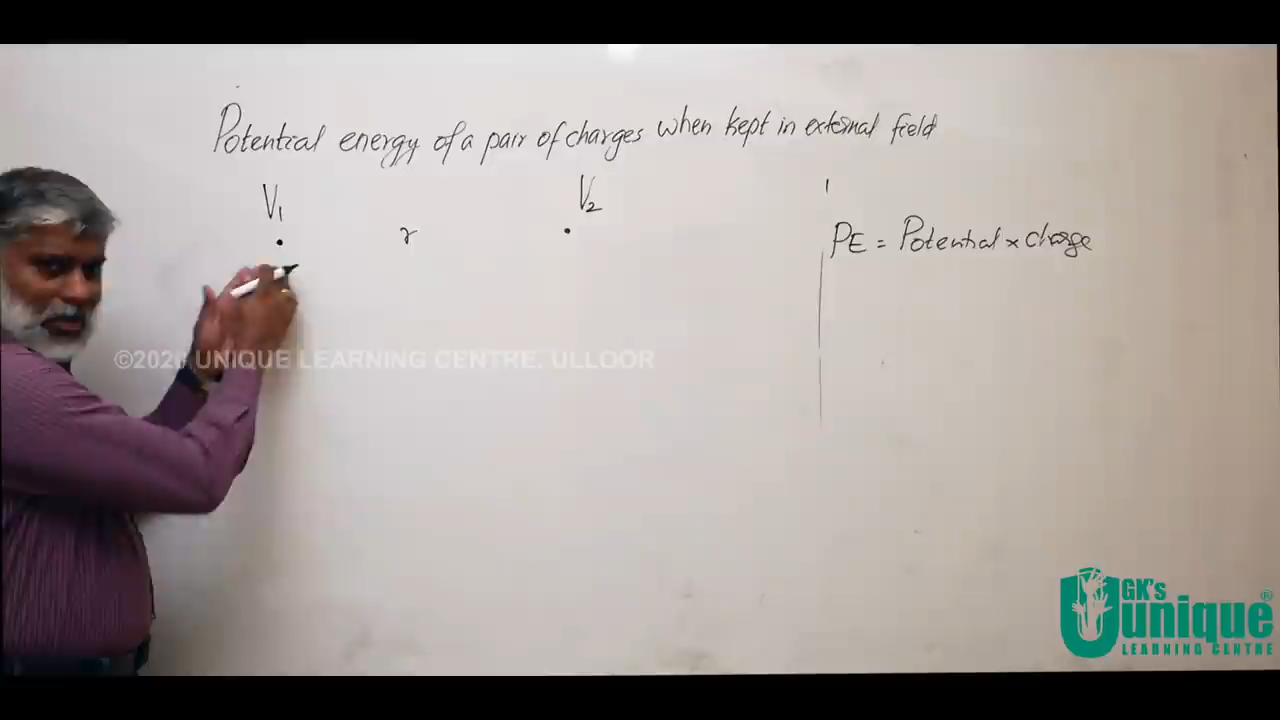 Potential energy of a pair of charges when kept in external field
V1
V2
r
PE = Potential × Charge
©2020 UNIQUE LEARNING CENTRE. ULLOOR
GK's
unique®
LEARNING CENTRE